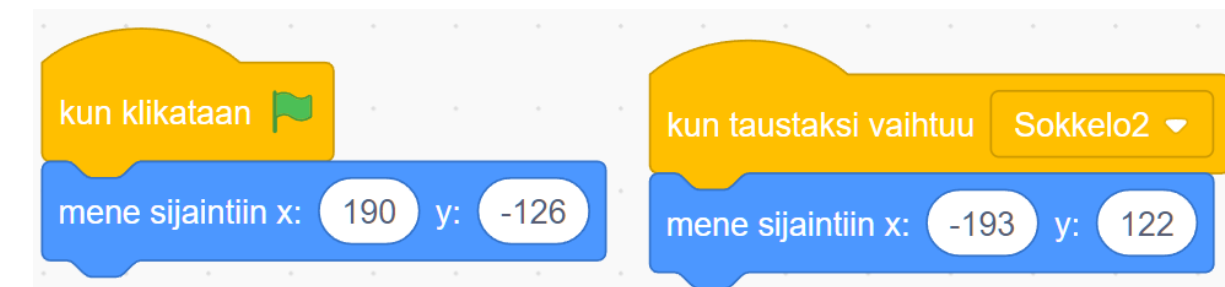 kun klikataan
mene sijaintiin x: 190 y: -126
kun taustaksi vaihtuu Sokkelo2
mene sijaintiin x: -193 y: 122